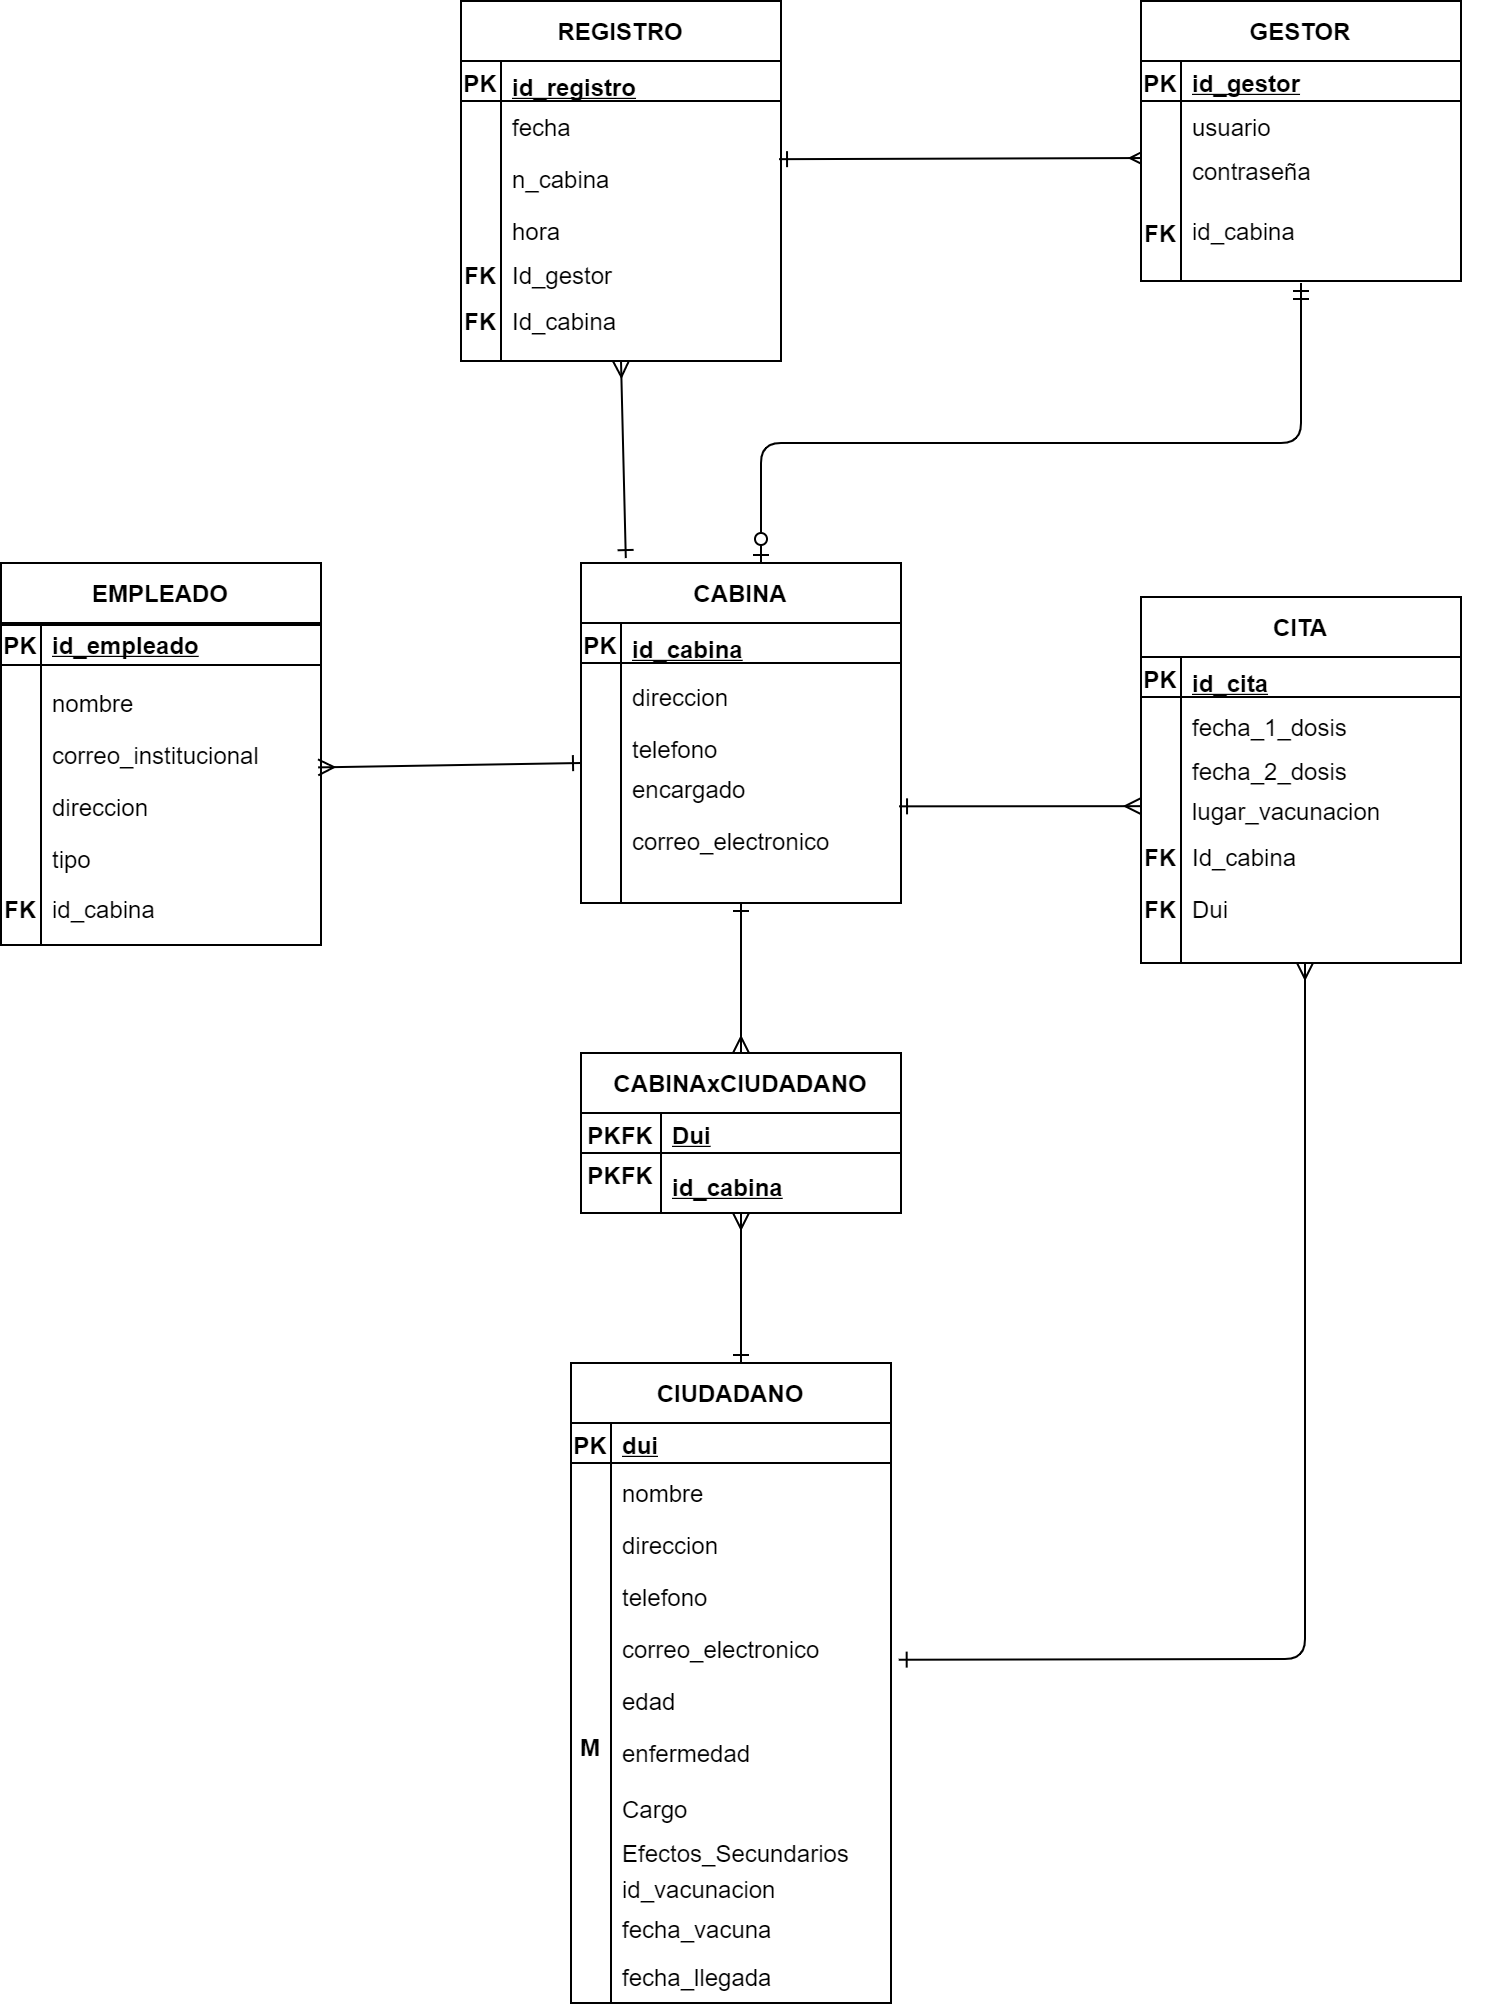 REGISTRO
PK id_registro
fecha
n_cabina
hora
FK Id_gestor
FK Id_cabina
GESTOR
PK id_gestor
usuario
contraseña
FK id_cabina
EMPLEADO
PK id_empleado
nombre
correo_institucional
direccion
tipo
FK id_cabina
CABINA
PK id_cabina
direccion
telefono
encargado
correo_electronico
CITA
PK id_cita
fecha_1_dosis
fecha_2_dosis
lugar_vacunacion
FK Id_cabina
FK Dui
CABINAxCIUDADANO
PKFK Dui
PKFK id_cabina
CIUDADANO
PK dui
nombre
direccion
telefono
correo_electronico
edad
M enfermedad
Cargo
Efectos_Secundarios
id_vacunacion
fecha_vacuna
fecha_llegada